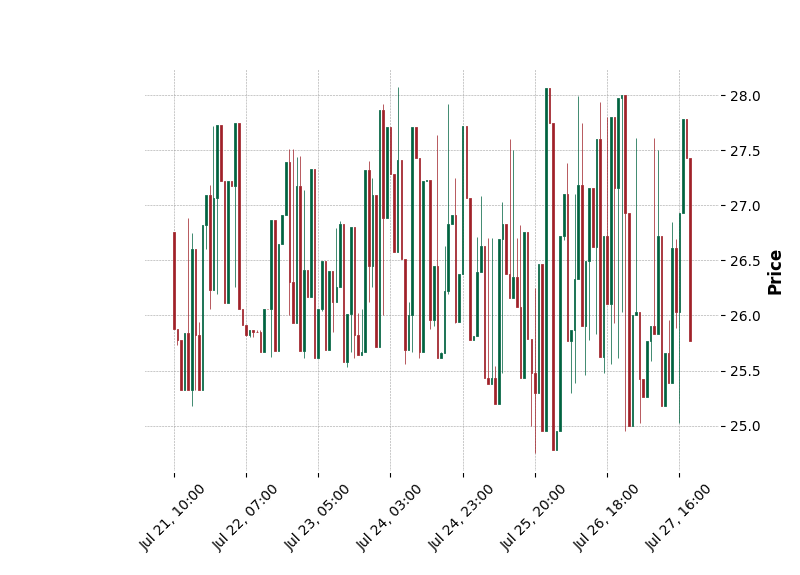 28.0
27.5
27.0
26.5
26.0
25.5
25.0
Price
Jul 21, 10:00
Jul 22, 07:00
Jul 23, 05:00
Jul 24, 03:00
Jul 24, 23:00
Jul 25, 20:00
Jul 26, 18:00
Jul 27, 16:00